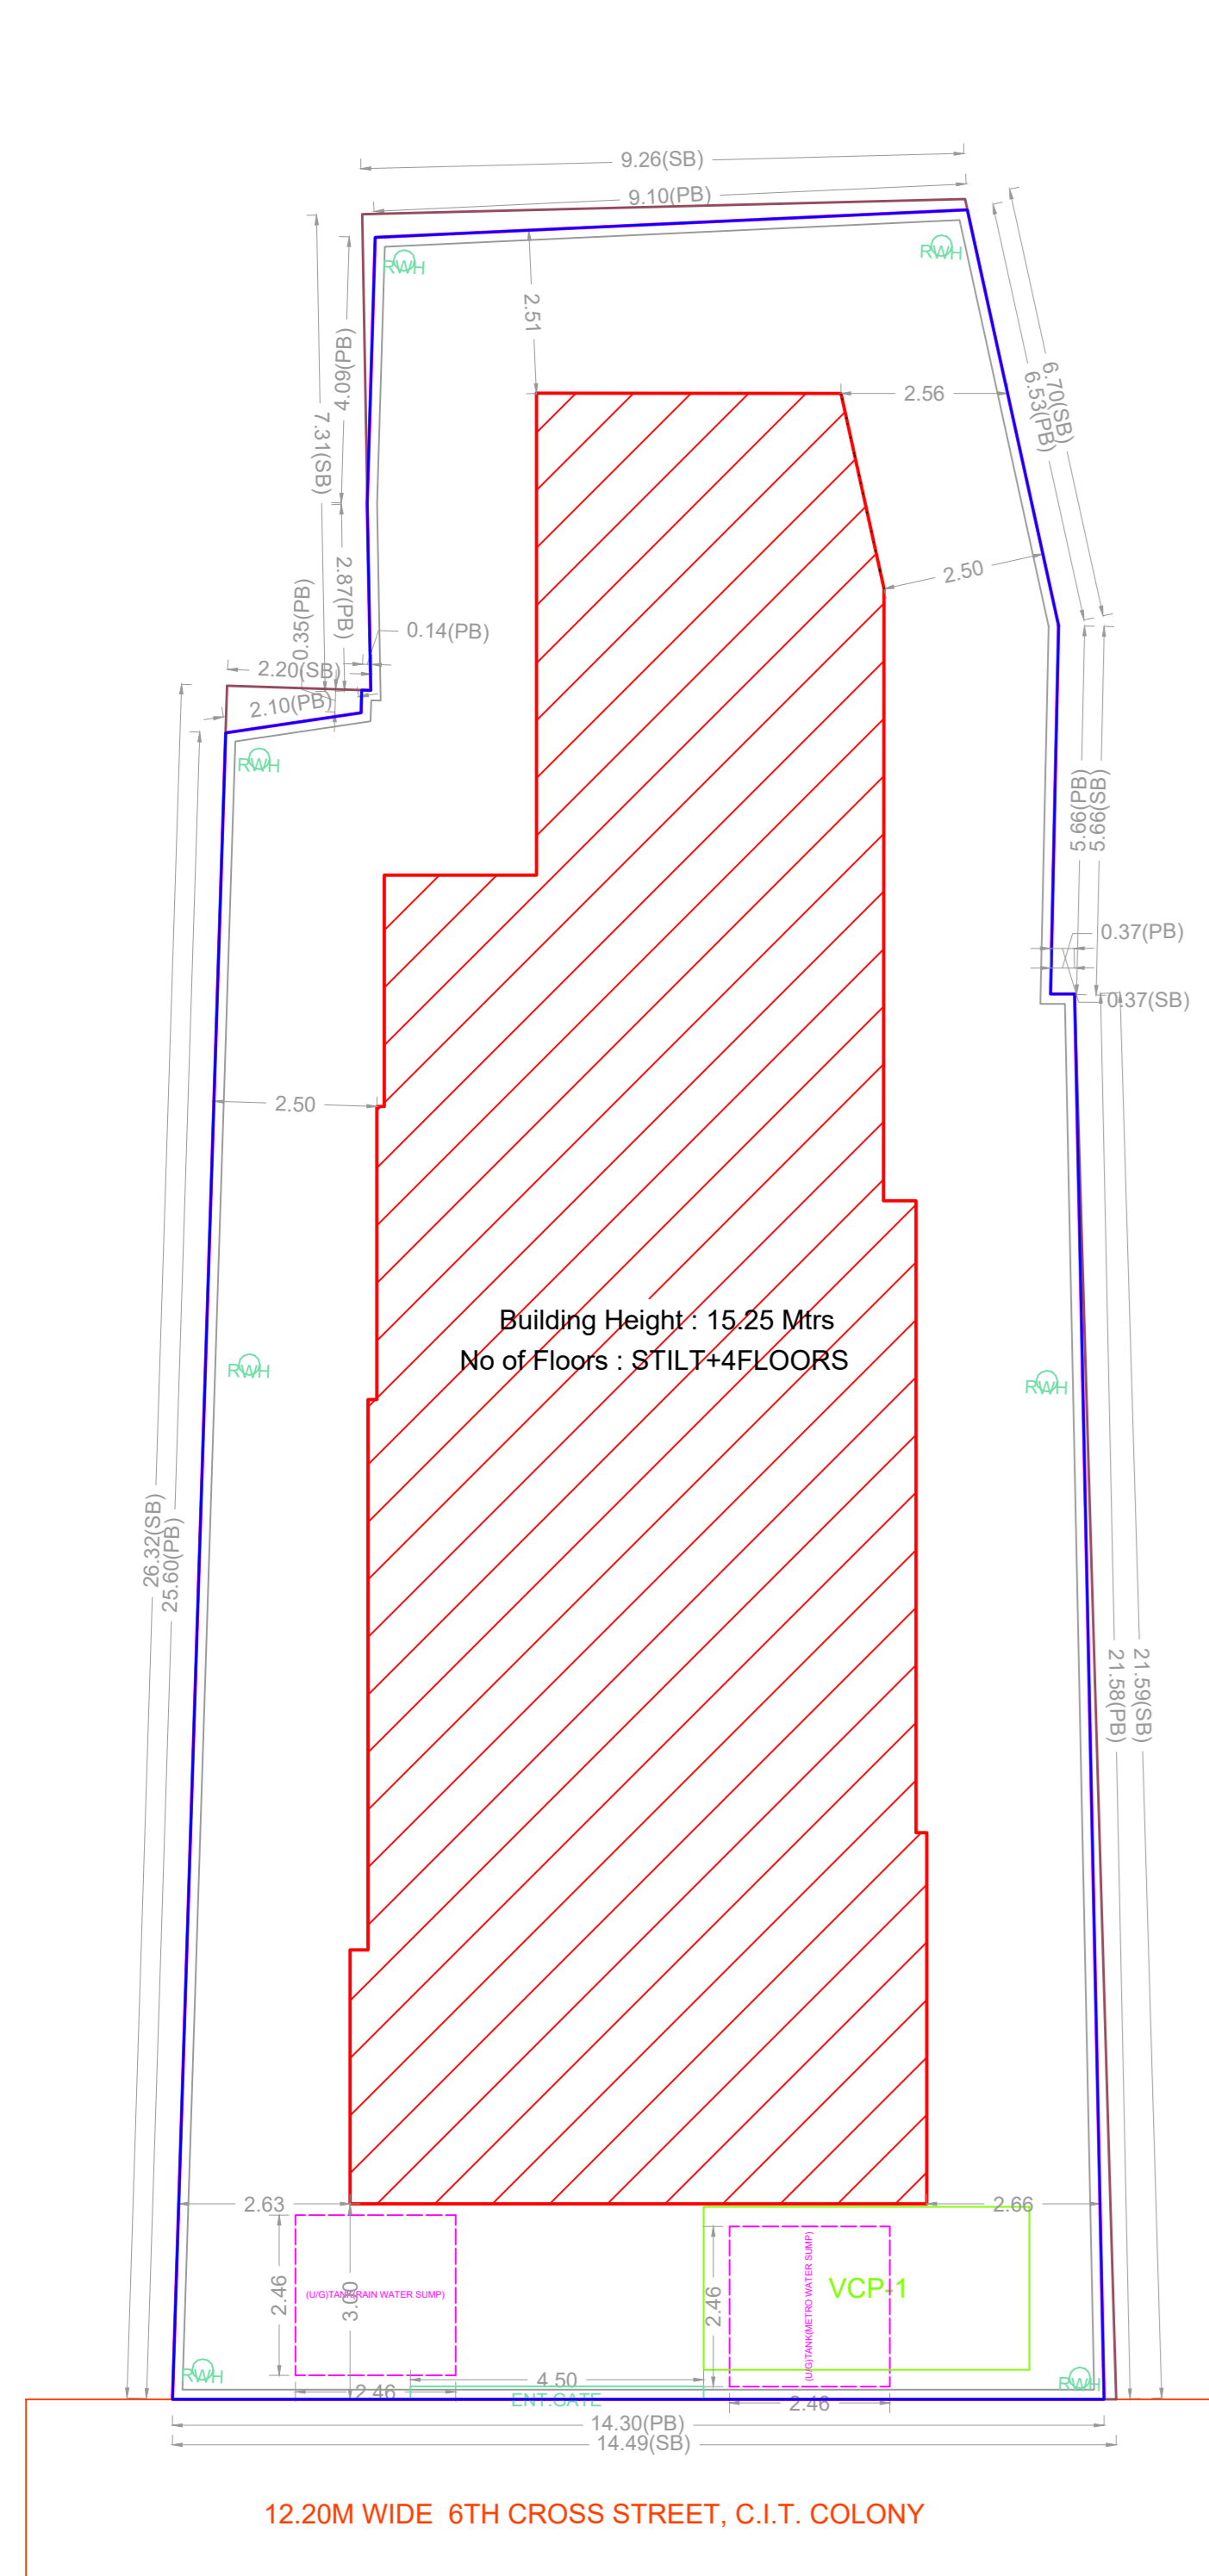 9.26(SB)
9.10(PB)
RWH
RWH
2.51
4.09(PB)
7.31(SB)
6.70(SB)
6.53(PB)
2.56
2.50
2.87(PB)
0.35(PB)
0.14(PB)
2.20(SB)
2.10(PB)
RWH
5.66(PB)
5.66(SB)
0.37(PB)
0.37(SB)
2.50
Building Height : 15.25 Mtrs
No of Floors : STILT+4FLOORS
RWH
RWH
26.32(SB)
25.60(PB)
21.59(SB)
21.58(PB)
2.63
2.66
2.46
3.00
(U/G)TANK(RAIN WATER SUMP)
2.46
(U/G)TANK(METRO WATER SUMP)
VCP-1
RWH
4.50
RWH
2.46
ENT.GATE
2.46
14.30(PB)
14.49(SB)
12.20M WIDE 6TH CROSS STREET, C.I.T. COLONY